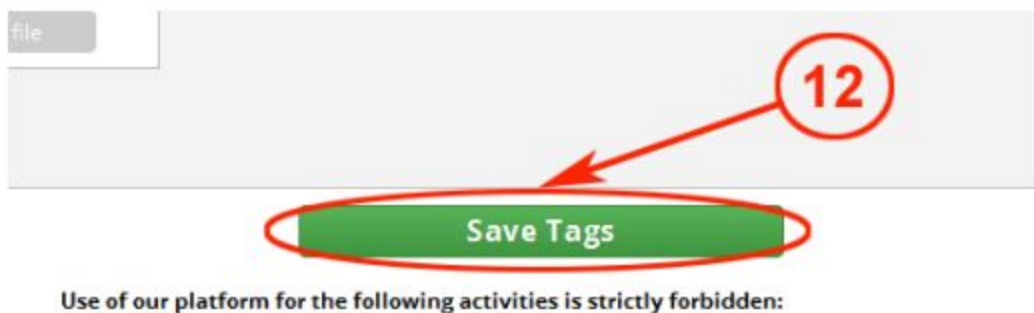 file
12
Save Tags
Use of our platform for the following activities is strictly forbidden: